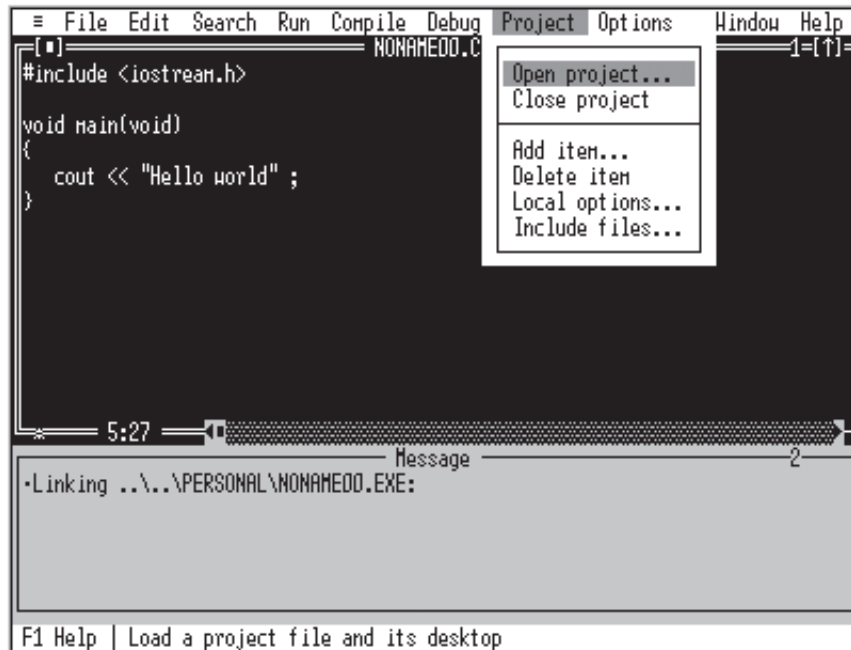 ≡ File Edit Search Run Compile Debug Project Options Window Help
[■] NONAME00.C 1=[↑]
#include <iostream.h>
void main(void)
{
cout << "Hello world" ;
}
Open project...
Close project
Add item...
Delete item
Local options...
Include files...
5:27
Message 2
·Linking ..\..\PERSONAL\NONAME00.EXE:
F1 Help | Load a project file and its desktop